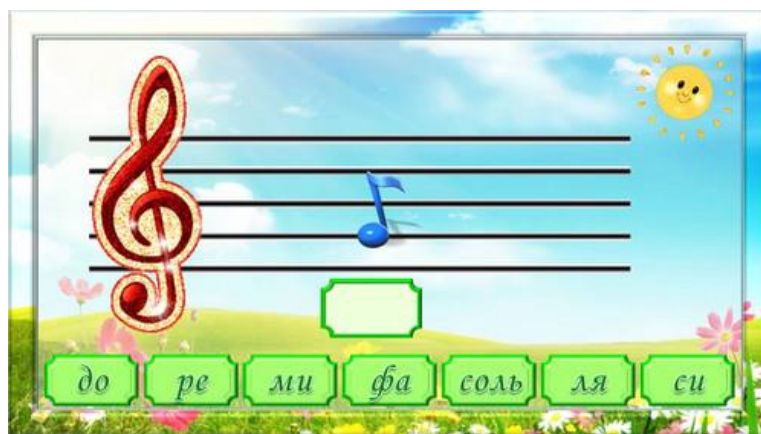 до ре ми фа соль ля си